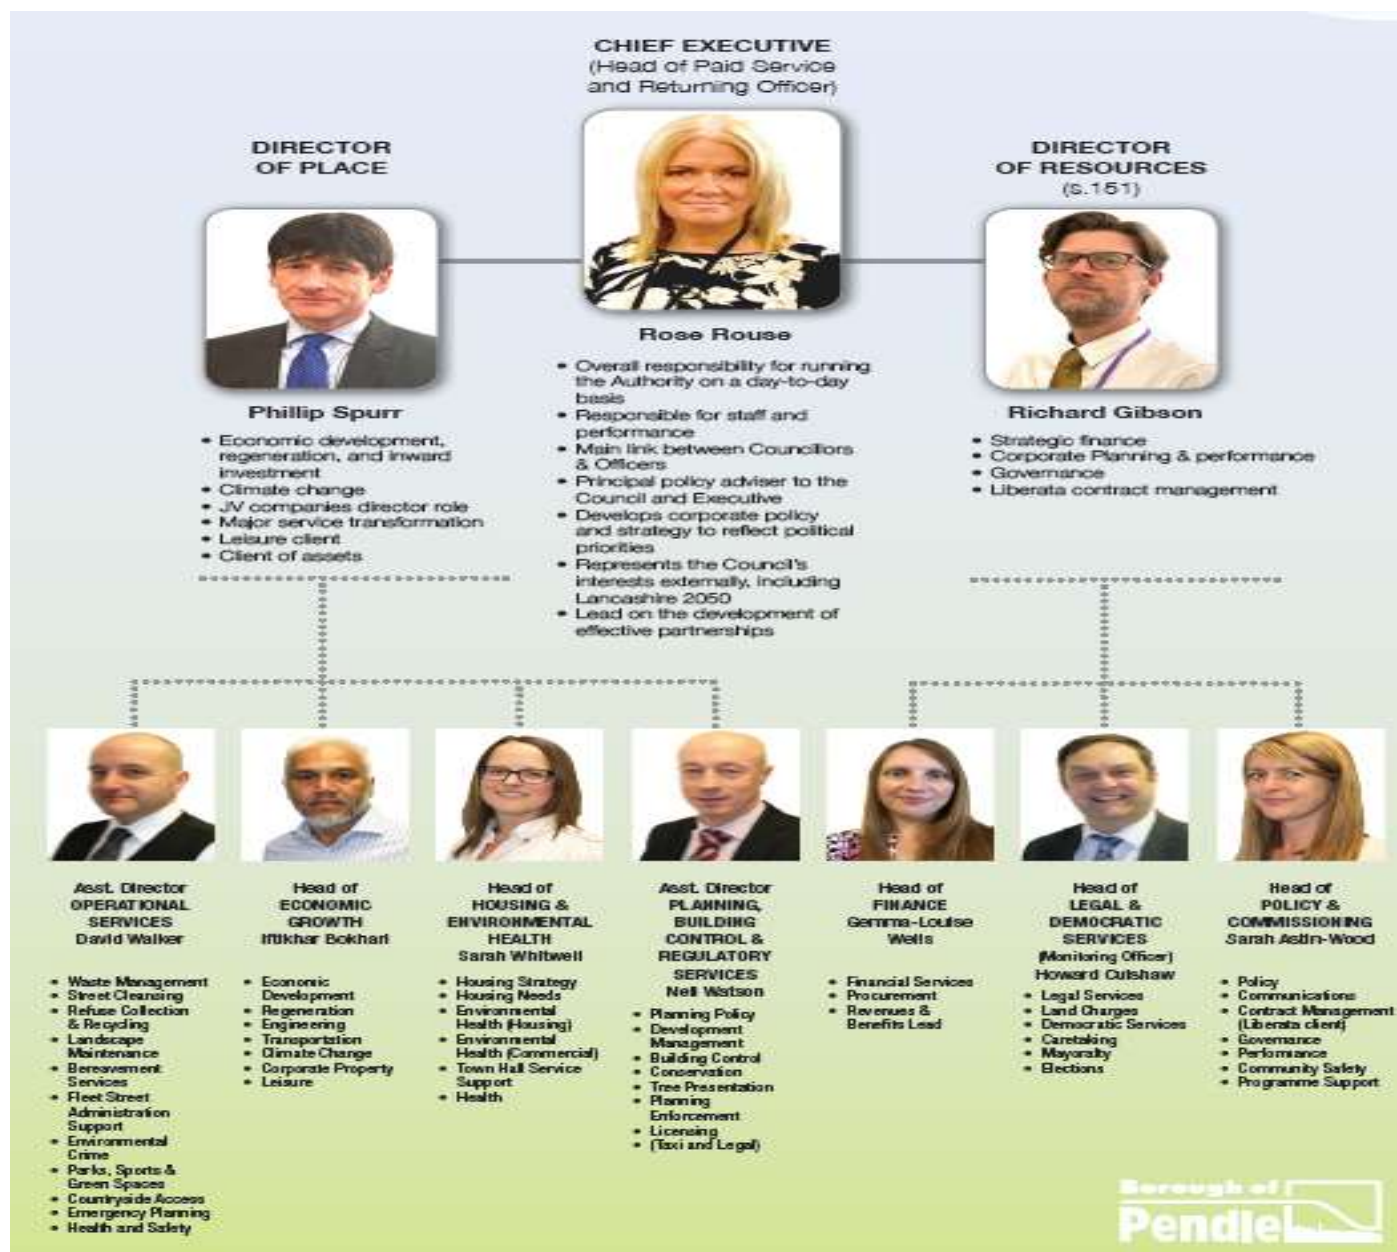 CHIEF EXECUTIVE
(Head of Paid Service
and Returning Officer)
DIRECTOR
OF PLACE
DIRECTOR
OF RESOURCES
(s.151)
Rose Rouse
• Overall responsibility for running
the Authority on a day-to-day
basis
• Responsible for staff and
performance
• Main link between Councillors
& Officers
• Principal policy adviser to the
Council and Executive
• Develops corporate policy
and strategy to reflect political
priorities
• Represents the Council's
interests externally, including
Lancashire 2050
• Lead on the development of
effective partnerships
Phillip Spurr
• Economic development,
regeneration, and inward
investment
• Climate change
• JV companies director role
• Major service transformation
• Leisure client
• Client of assets
Richard Gibson
• Strategic finance
• Corporate Planning & performance
• Governance
• Liberata contract management
Asst. Director
OPERATIONAL
SERVICES
David Walker
• Waste Management
• Street Cleansing
• Refuse Collection
& Recycling
• Landscape
Maintenance
• Bereavement
Services
• Fleet Street
Administration
Support
• Environmental
Crime
• Parks, Sports &
Green Spaces
• Countryside Access
• Emergency Planning
• Health and Safety
Head of
ECONOMIC
GROWTH
Iftikhar Bokhari
• Economic
Development
• Regeneration
• Engineering
• Transportation
• Climate Change
• Corporate Property
• Leisure
Head of
HOUSING &
ENVIRONMENTAL
HEALTH
Sarah Whitwell
• Housing Strategy
• Housing Needs
• Environmental
Health (Housing)
• Environmental
Health (Commercial)
• Town Hall Service
Support
• Health
Asst. Director
PLANNING,
BUILDING
CONTROL &
REGULATORY
SERVICES
Neil Watson
• Planning Policy
• Development
Management
• Building Control
• Conservation
• Tree Presentation
• Planning
Enforcement
• Licensing
• (Taxi and Legal)
Head of
FINANCE
Gemma-Louise
Wells
• Financial Services
• Procurement
• Revenues &
Benefits Lead
Head of
LEGAL &
DEMOCRATIC
SERVICES
(Monitoring Officer)
Howard Culshaw
• Legal Services
• Land Charges
• Democratic Services
• Caretaking
• Mayoralty
• Elections
Head of
POLICY &
COMMISSIONING
Sarah Astin-Wood
• Policy
• Communications
• Contract Management
(Liberata client)
• Governance
• Performance
• Community Safety
• Programme Support
Borough of
Pendle